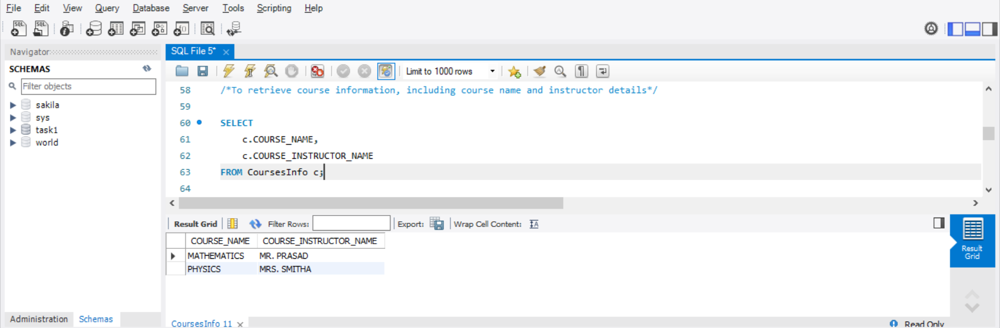 File Edit View Query Database Server Tools Scripting Help
SQL SQL
Navigator
SCHEMAS
Filter objects
sakila
sys
task1
world
Administration Schemas
SQL File 5*
Limit to 1000 rows
58 /*To retrieve course information, including course name and instructor details*/
59
60 SELECT
61 c.COURSE_NAME,
62 c.COURSE_INSTRUCTOR_NAME
63 FROM CoursesInfo c;
64
Result Grid Filter Rows: Export: Wrap Cell Content: IA
COURSE_NAME COURSE_INSTRUCTOR_NAME
MATHEMATICS MR. PRASAD
PHYSICS MRS. SMITHA
Result
Grid
CoursesInfo 11
Read Only